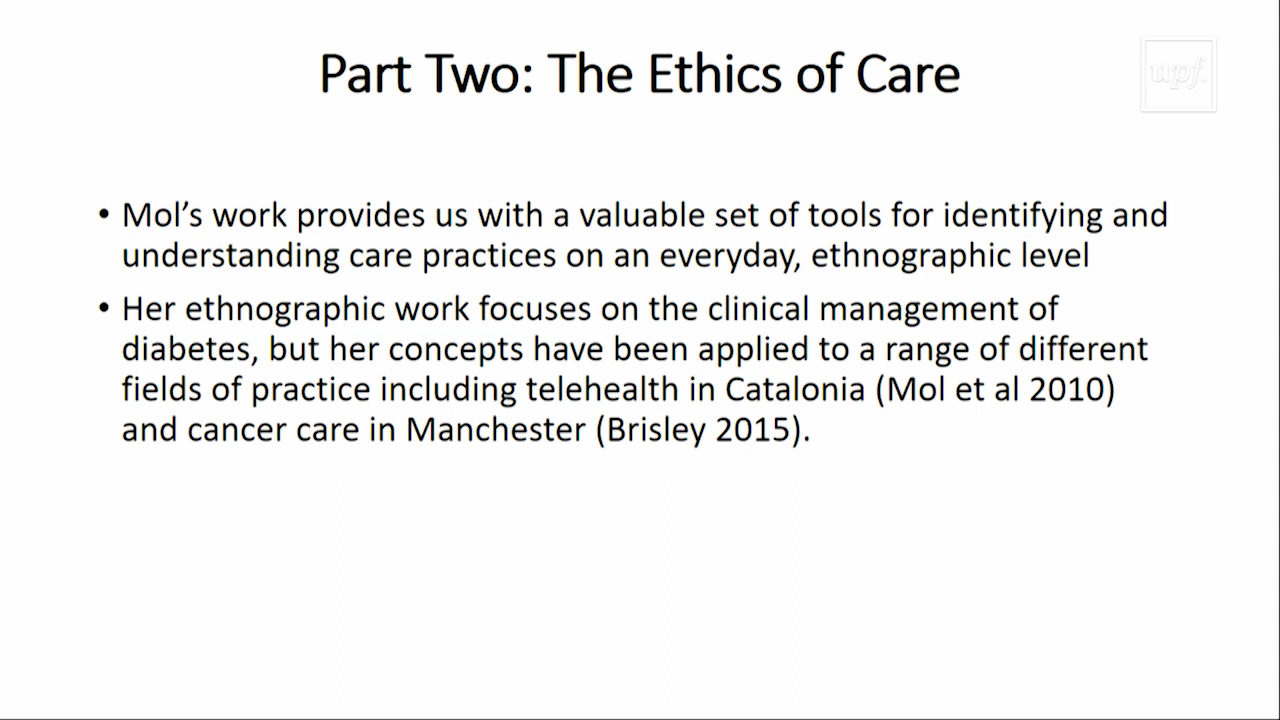 Part Two: The Ethics of Care
upf.
• Mol’s work provides us with a valuable set of tools for identifying and
understanding care practices on an everyday, ethnographic level
• Her ethnographic work focuses on the clinical management of
diabetes, but her concepts have been applied to a range of different
fields of practice including telehealth in Catalonia (Mol et al 2010)
and cancer care in Manchester (Brisley 2015).